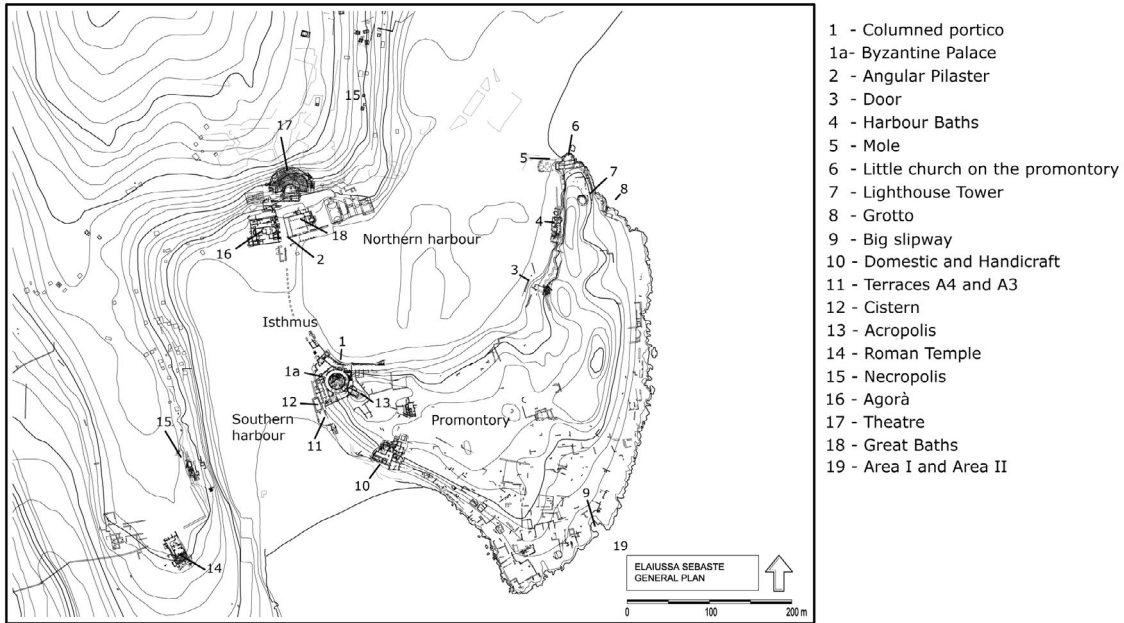 15
17
5
6
7
8
4
16
18
2
Northern harbour
3
Isthmus
1
1a
12
13
Southern
harbour
Promontory
15
11
10
9
14
19
ELAIUSSA SEBASTE
GENERAL PLAN
0 100 200 m
1 - Columned portico
1a- Byzantine Palace
2 - Angular Pilaster
3 - Door
4 - Harbour Baths
5 - Mole
6 - Little church on the promontory
7 - Lighthouse Tower
8 - Grotto
9 - Big slipway
10 - Domestic and Handicraft
11 - Terraces A4 and A3
12 - Cistern
13 - Acropolis
14 - Roman Temple
15 - Necropolis
16 - Agorà
17 - Theatre
18 - Great Baths
19 - Area I and Area II